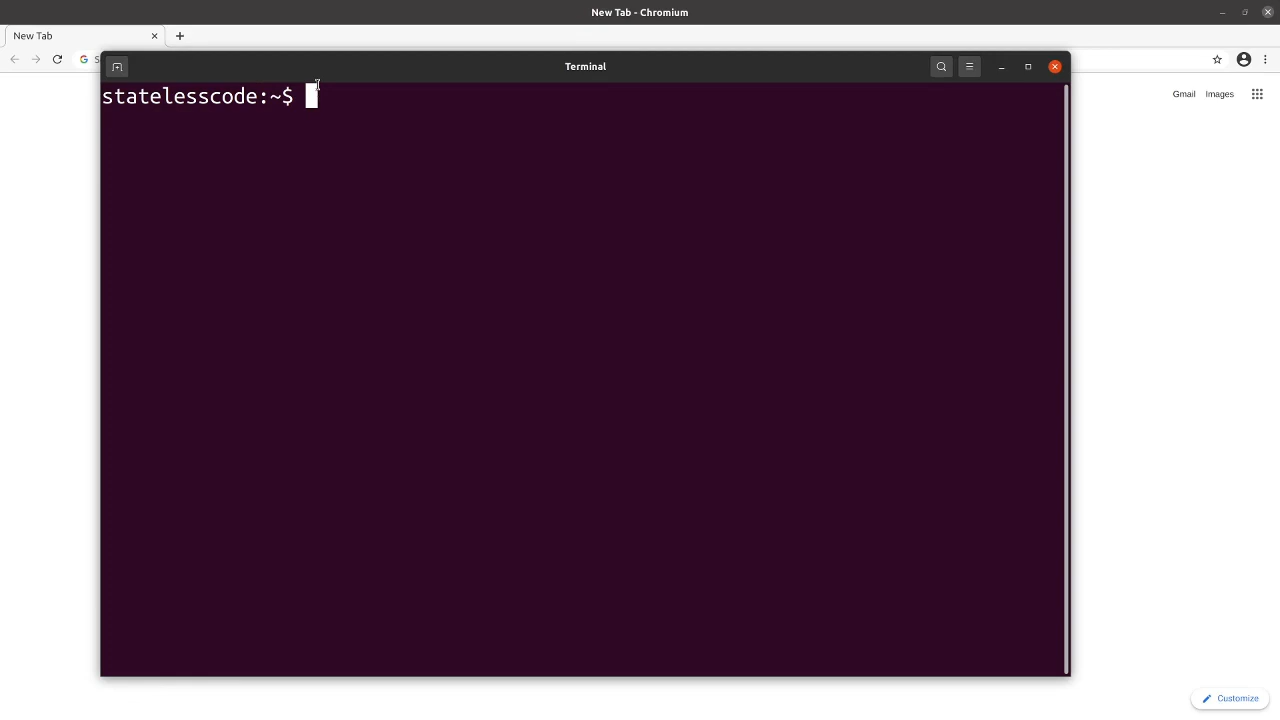 New Tab - Chromium
New Tab
Terminal
statelesscode:~$
Gmail
Images
Customize